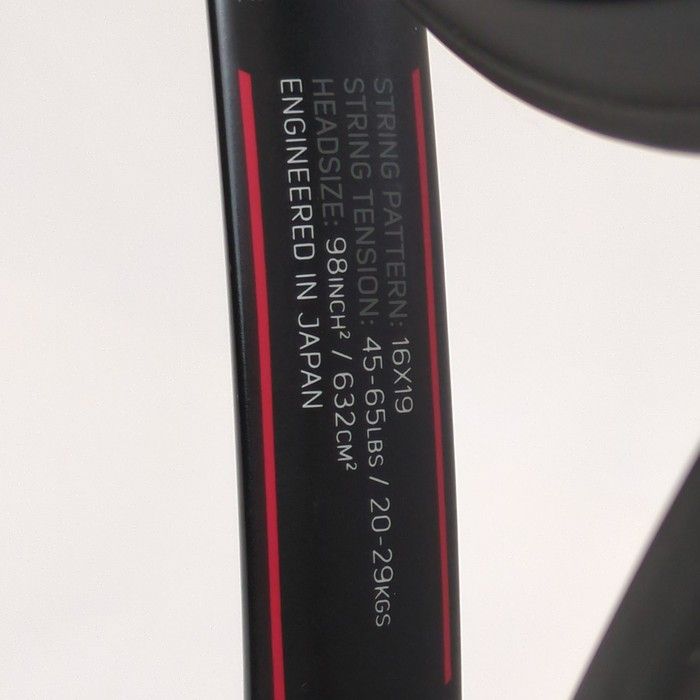 STRING PATTERN: 16X19
STRING TENSION: 45-65LBS / 20-29KGS
HEADSIZE: 98INCH² / 632CM²
ENGINEERED IN JAPAN